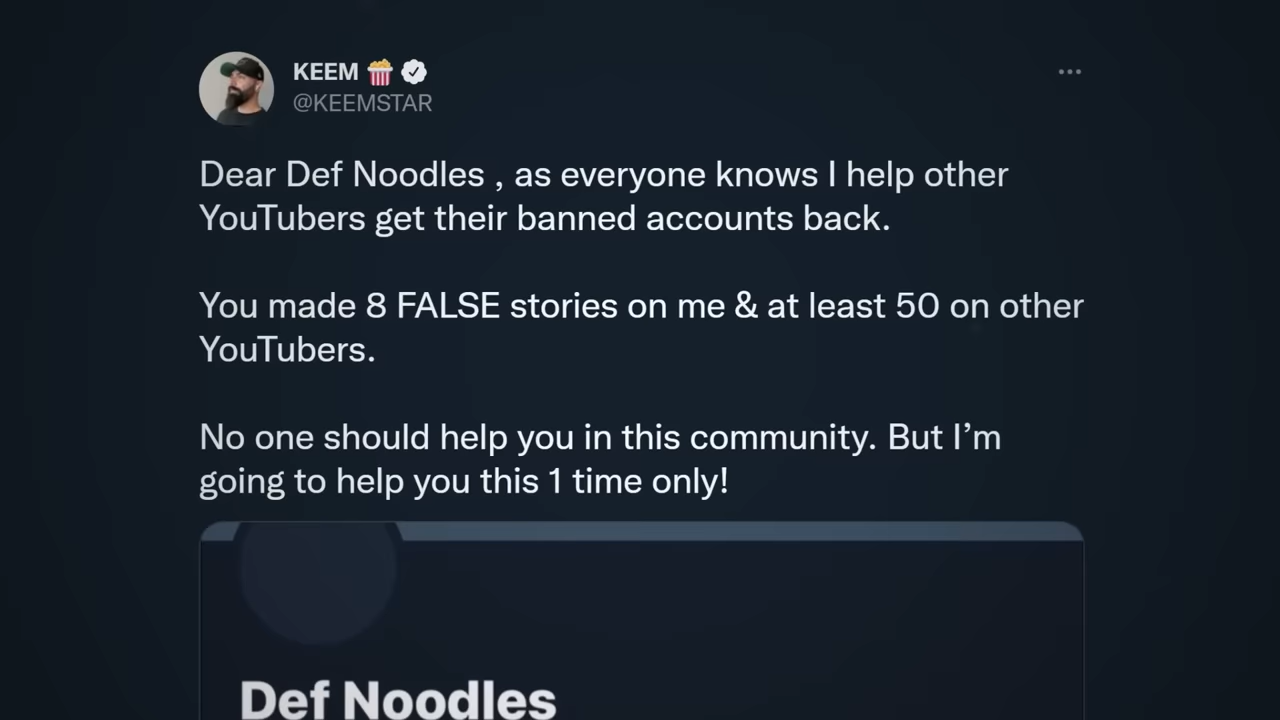 KEEM 🍿
@KEEMSTAR
Dear Def Noodles , as everyone knows I help other
YouTubers get their banned accounts back.
You made 8 FALSE stories on me & at least 50 on other
YouTubers.
No one should help you in this community. But I’m
going to help you this 1 time only!
Def Noodles